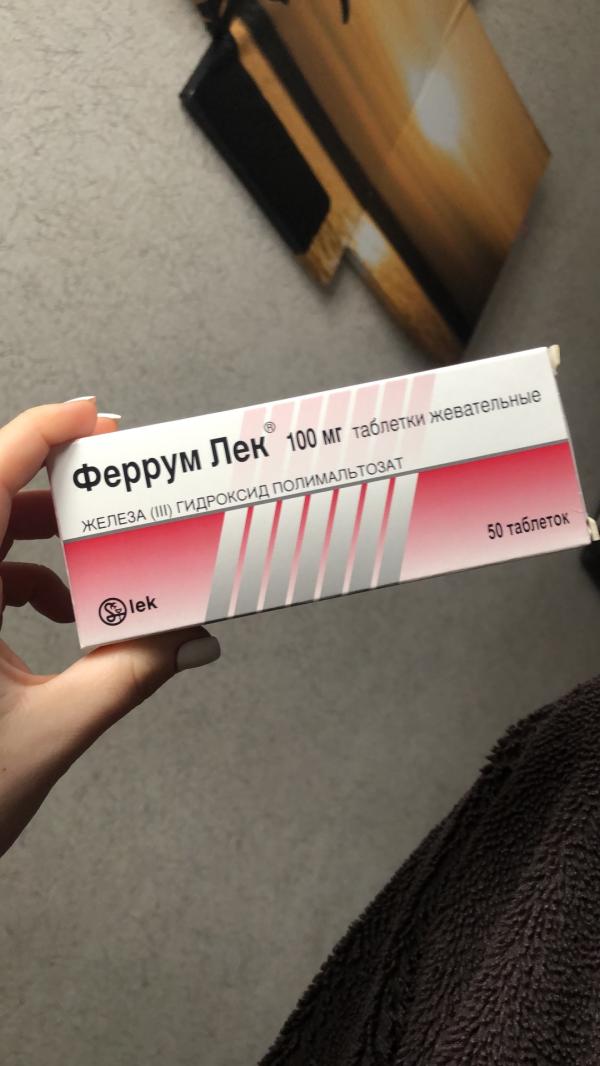 Феррум Лек® 100 мг таблетки жевательные
ЖЕЛЕЗА (III) ГИДРОКСИД ПОЛИМАЛЬТОЗАТ
50 таблеток
lek